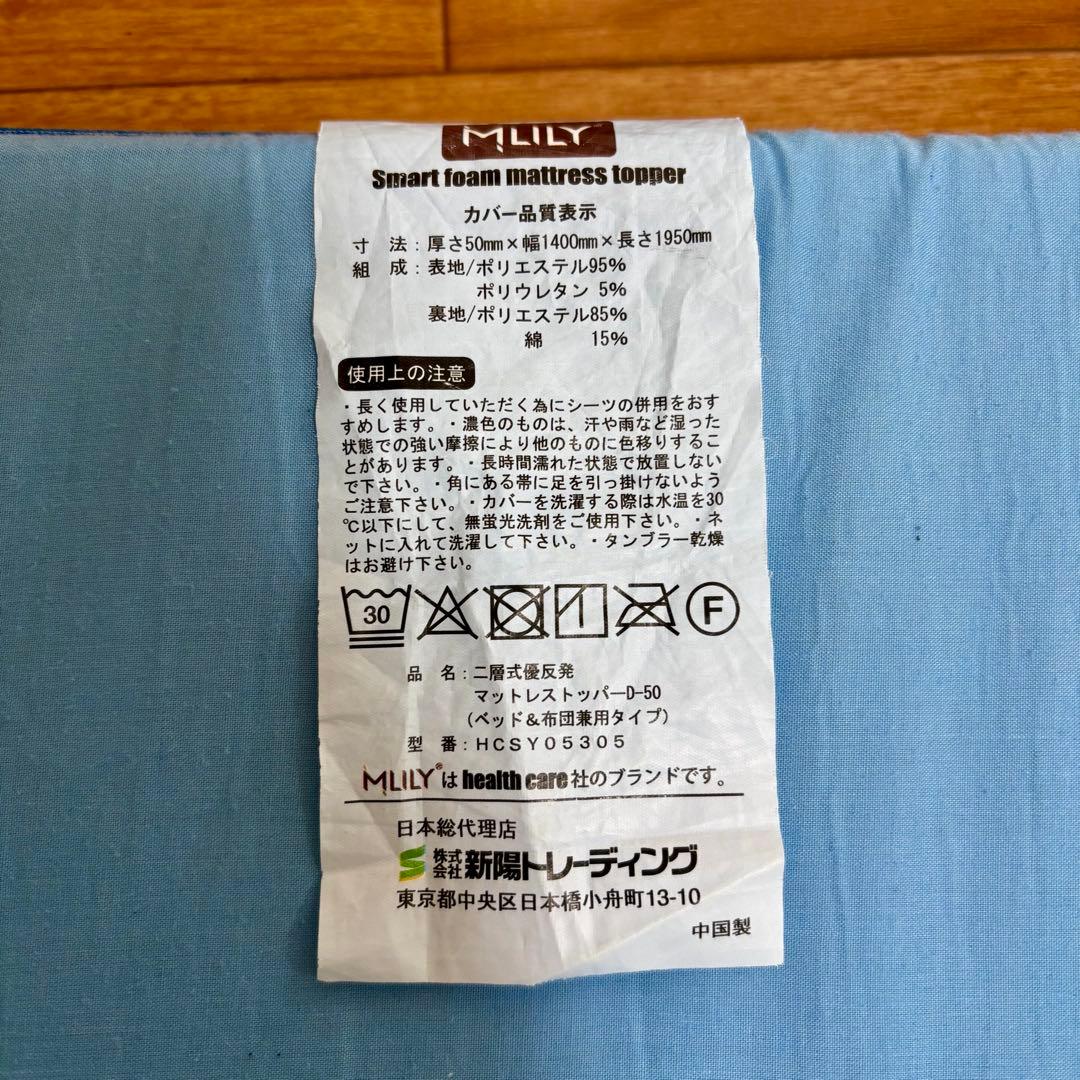 MLILY
Smart foam mattress topper
カバー品質表示
寸 法：厚さ50mm×幅1400mm×長さ1950mm
組 成：表地/ポリエステル95%
ポリウレタン 5%
裏地/ポリエステル85%
綿 15%
使用上の注意
・長く使用していただく為にシーツの併用をおす
すめします。・濃色のものは、汗や雨など湿った
状態での強い摩擦により他のものに色移りするこ
とがあります。・長時間濡れた状態で放置しない
で下さい。・角にある帯に足を引っ掛けないよう
ご注意下さい。・カバーを洗濯する際は水温を30
℃以下にして、無蛍光洗剤をご使用下さい。・ネ
ットに入れて洗濯して下さい。・タンブラー乾燥
はお避け下さい。
30 F
品 名：二層式優反発
マットレストッパーD-50
（ベッド＆布団兼用タイプ）
型 番：HCSY05305
MLILY®は health care 社のブランドです。
日本総代理店
株式会社 新陽トレーディング
東京都中央区日本橋小舟町13-10
中国製